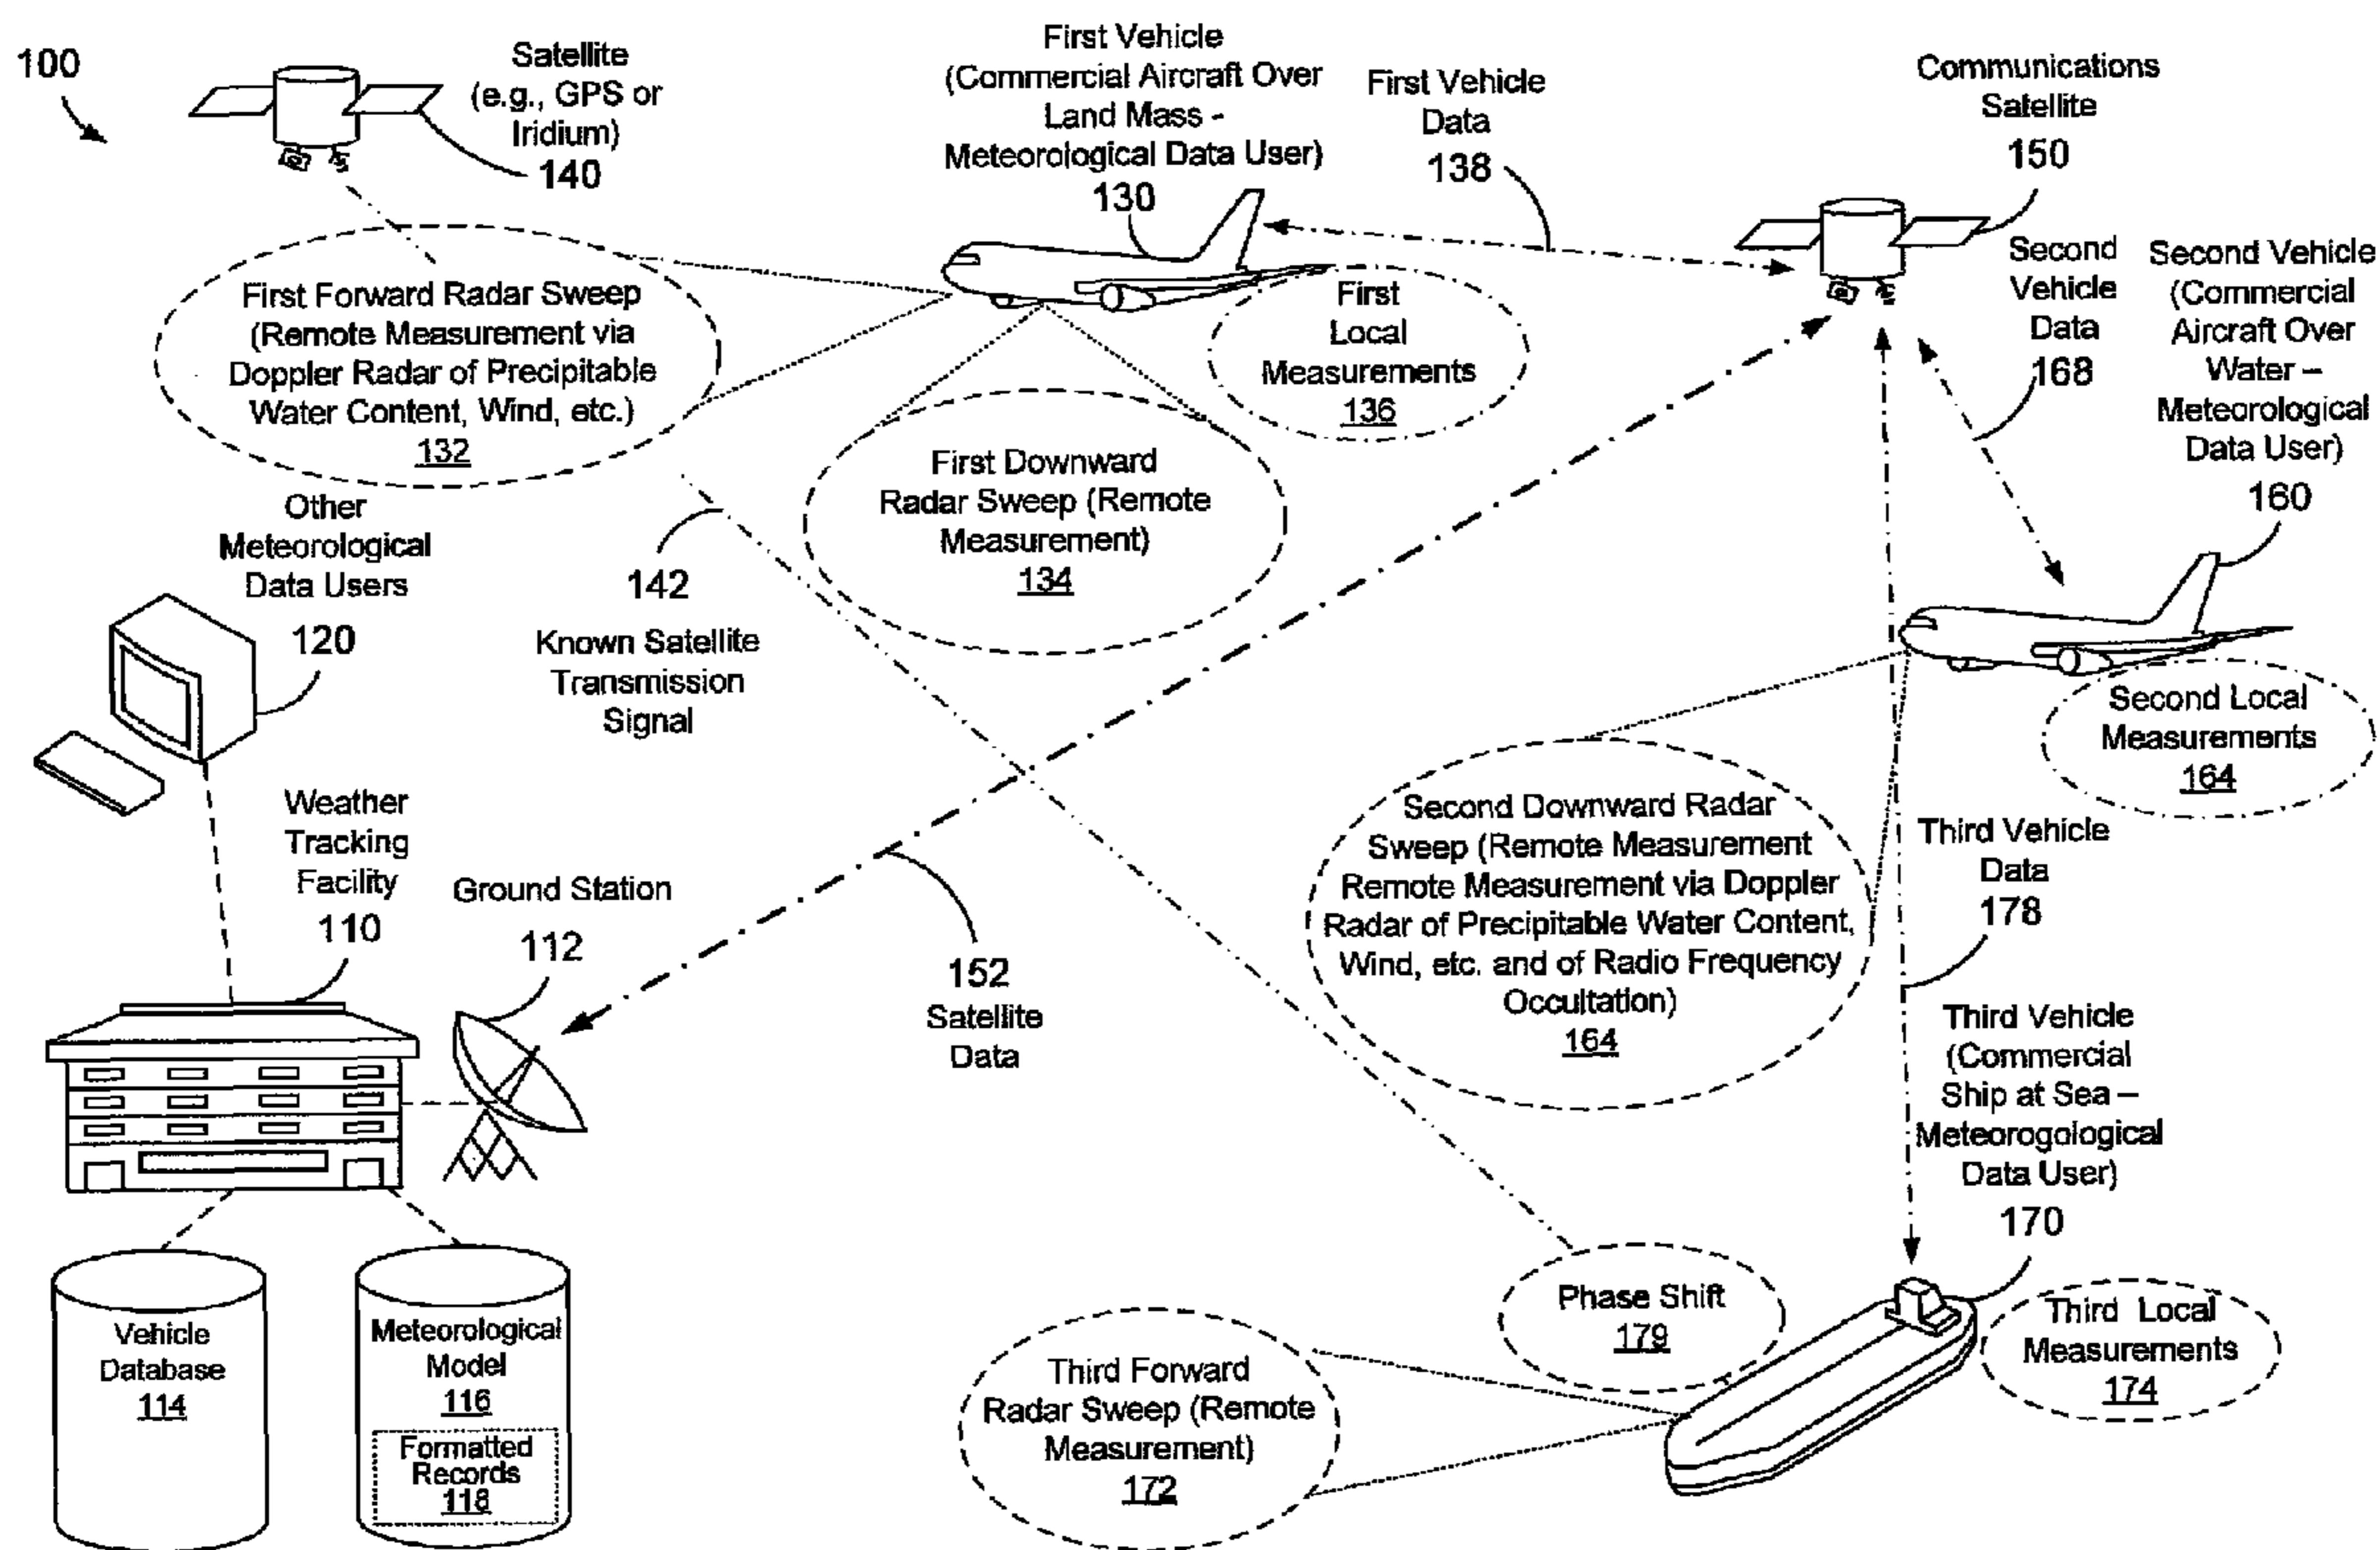 100
Satellite
(e.g., GPS or
Iridium)
140
First Vehicle
(Commercial Aircraft Over
Land Mass -
Meteorological Data User)
130
First Vehicle
Data
138
Communications
Satellite
150
First Forward Radar Sweep
(Remote Measurement via
Doppler Radar of Precipitable
Water Content, Wind, etc.)
132
First
Local
Measurements
136
Second
Vehicle
Data
168
Second Vehicle
(Commercial
Aircraft Over
Water –
Meteorological
Data User)
160
First Downward
Radar Sweep (Remote
Measurement)
134
Other
Meteorological
Data Users
120
142
Known Satellite
Transmission
Signal
Second Local
Measurements
164
Weather
Tracking
Facility
110
Ground Station
112
152
Satellite
Data
Second Downward Radar
Sweep (Remote Measurement
Remote Measurement via Doppler
Radar of Precipitable Water Content,
Wind, etc. and of Radio Frequency
Occultation)
164
Third Vehicle
Data
178
Third Vehicle
(Commercial
Ship at Sea –
Meteorogological
Data User)
170
Vehicle
Database
114
Meteorological
Model
116
Formatted
Records
118
Phase Shift
179
Third Forward
Radar Sweep (Remote
Measurement)
172
Third Local
Measurements
174